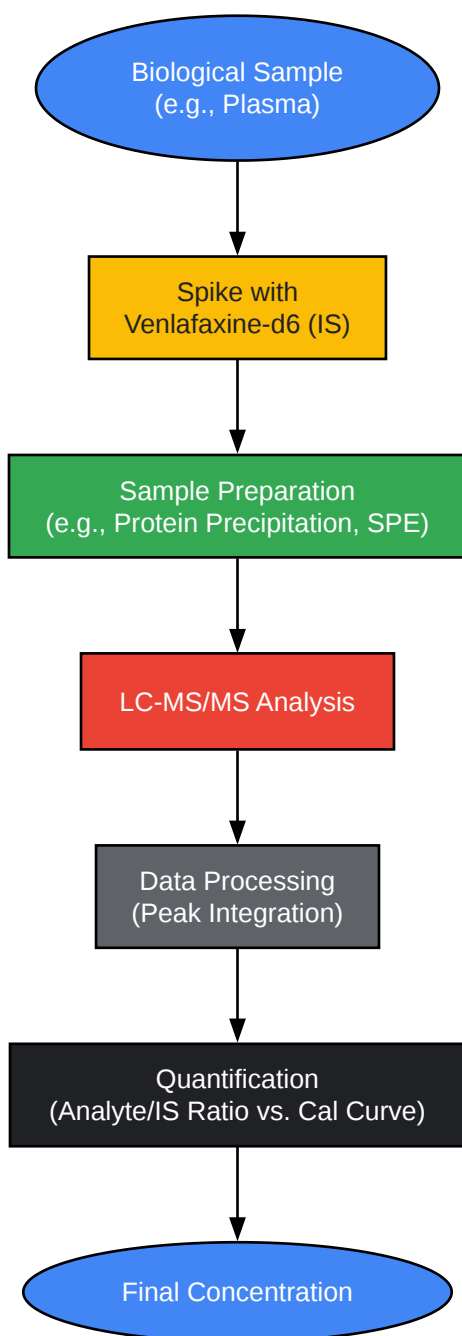 Biological Sample
(e.g., Plasma)
Spike with
Venlafaxine-d6 (IS)
Sample Preparation
(e.g., Protein Precipitation, SPE)
LC-MS/MS Analysis
Data Processing
(Peak Integration)
Quantification
(Analyte/IS Ratio vs. Cal Curve)
Final Concentration